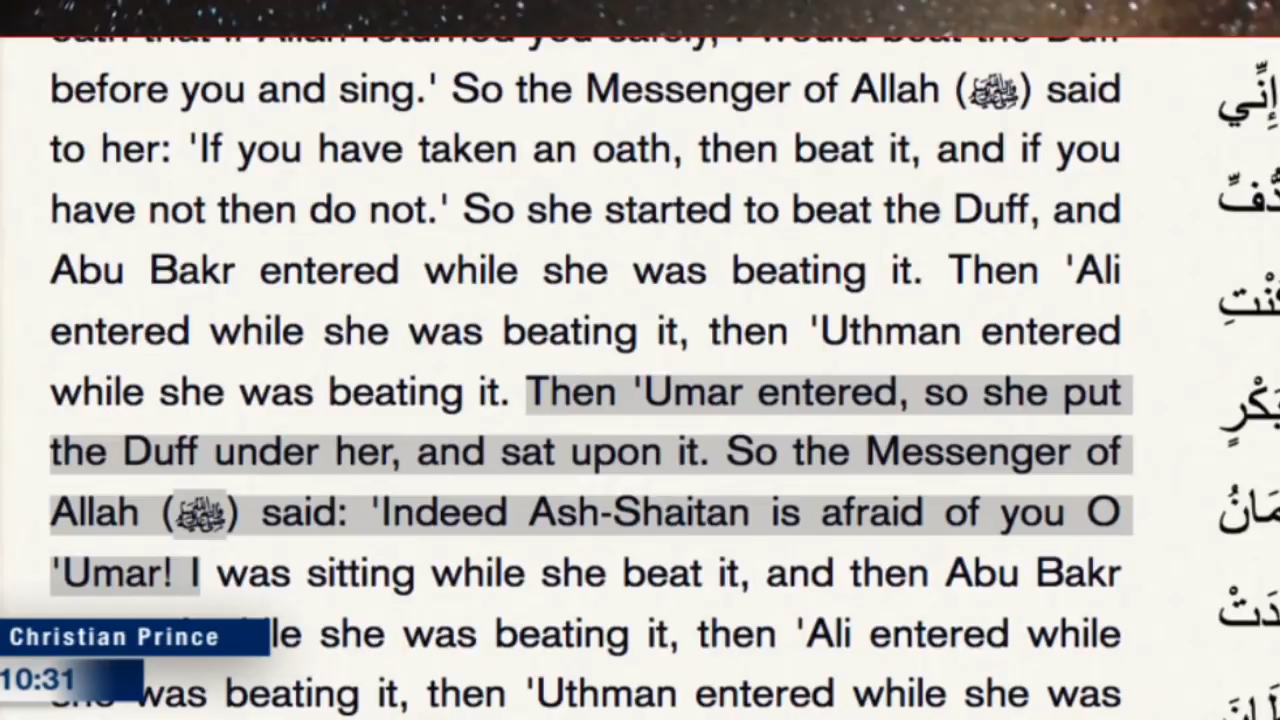 before you and sing.' So the Messenger of Allah (ﷺ) said
to her: 'If you have taken an oath, then beat it, and if you
have not then do not.' So she started to beat the Duff, and
Abu Bakr entered while she was beating it. Then 'Ali
entered while she was beating it, then 'Uthman entered
while she was beating it. Then 'Umar entered, so she put
the Duff under her, and sat upon it. So the Messenger of
Allah (ﷺ) said: 'Indeed Ash-Shaitan is afraid of you O
'Umar! I was sitting while she beat it, and then Abu Bakr
she was beating it, then 'Ali entered while
was beating it, then 'Uthman entered while she was
Christian Prince
10:31
إِنِّي